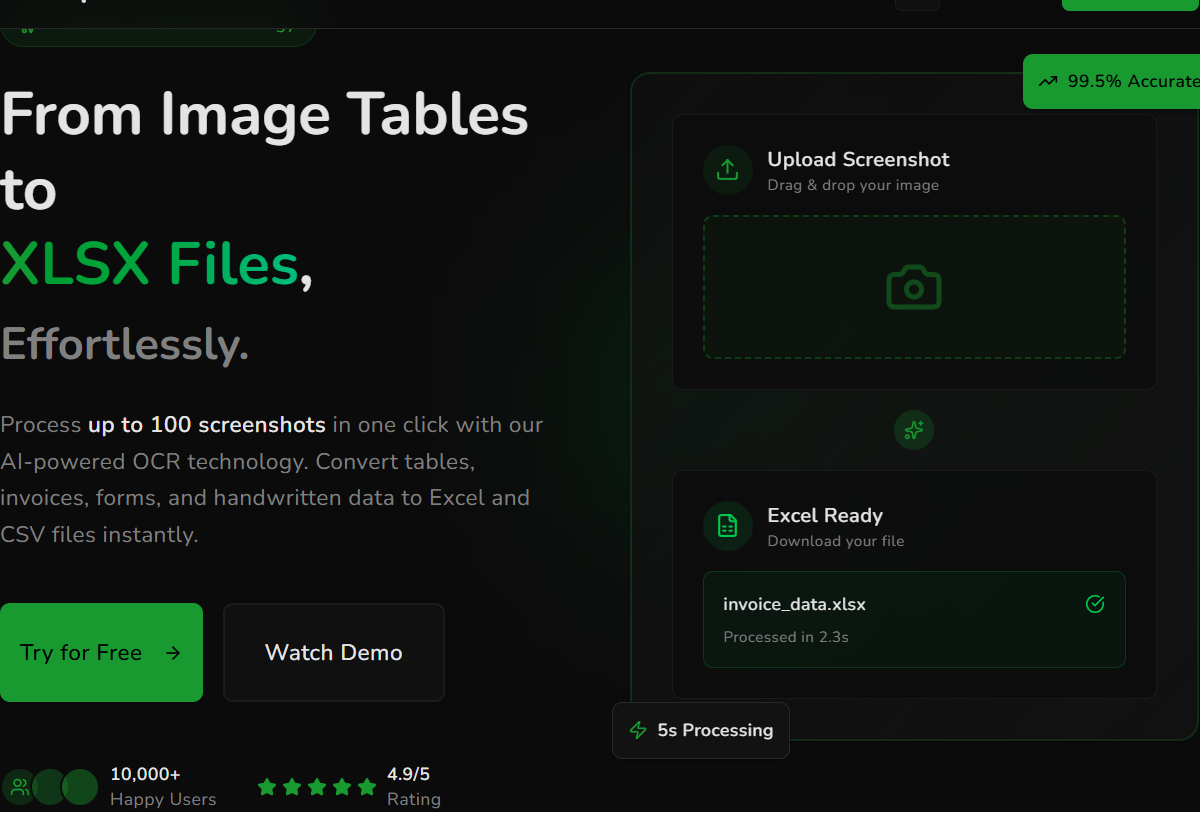 From Image Tables
to
XLSX Files,
Effortlessly.
Process up to 100 screenshots in one click with our
AI-powered OCR technology. Convert tables,
invoices, forms, and handwritten data to Excel and
CSV files instantly.
Try for Free
Watch Demo
10,000+
Happy Users
4.9/5
Rating
99.5% Accurate
Upload Screenshot
Drag & drop your image
Excel Ready
Download your file
invoice_data.xlsx
Processed in 2.3s
5s Processing